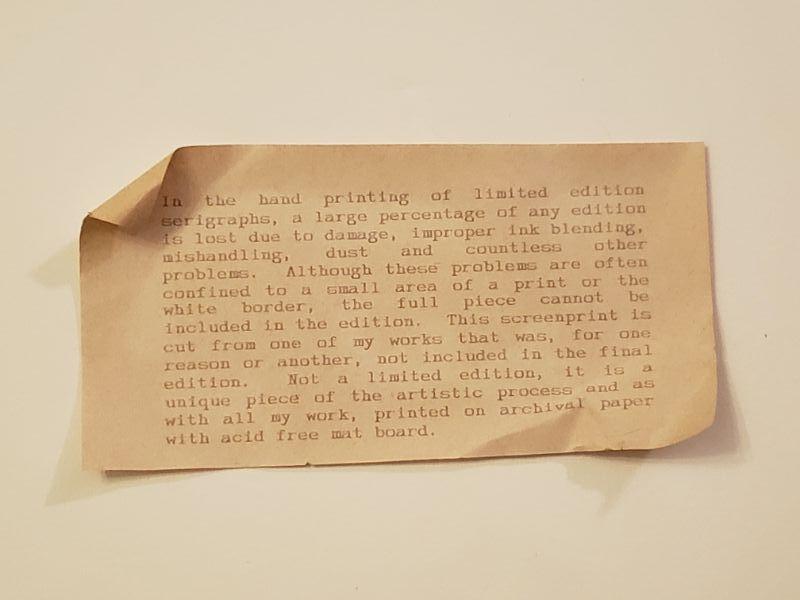 In the hand printing of limited edition
serigraphs, a large percentage of any edition
is lost due to damage, improper ink blending,
mishandling, dust and countless other
problems. Although these problems are often
confined to a small area of a print or the
white border, the full piece cannot be
included in the edition. This screenprint is
cut from one of my works that was, for one
reason or another, not included in the final
edition. Not a limited edition, it is a
unique piece of the artistic process and as
with all my work, printed on archival paper
with acid free mat board.